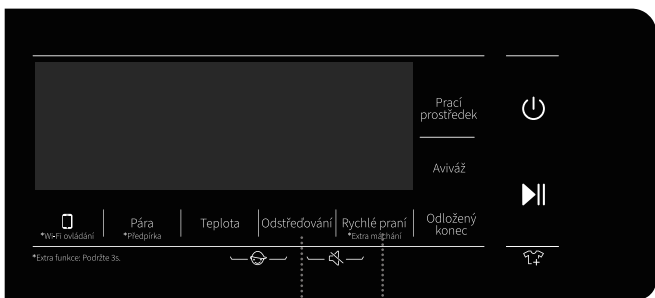 Prací
prostředek
Aviváž
*Wi-Fi ovládání
Pára
*Předpírka
Teplota
Odstřeďování
Rychlé praní
*Extra máchání
Odložený
konec
*Extra funkce: Podržte 3s.